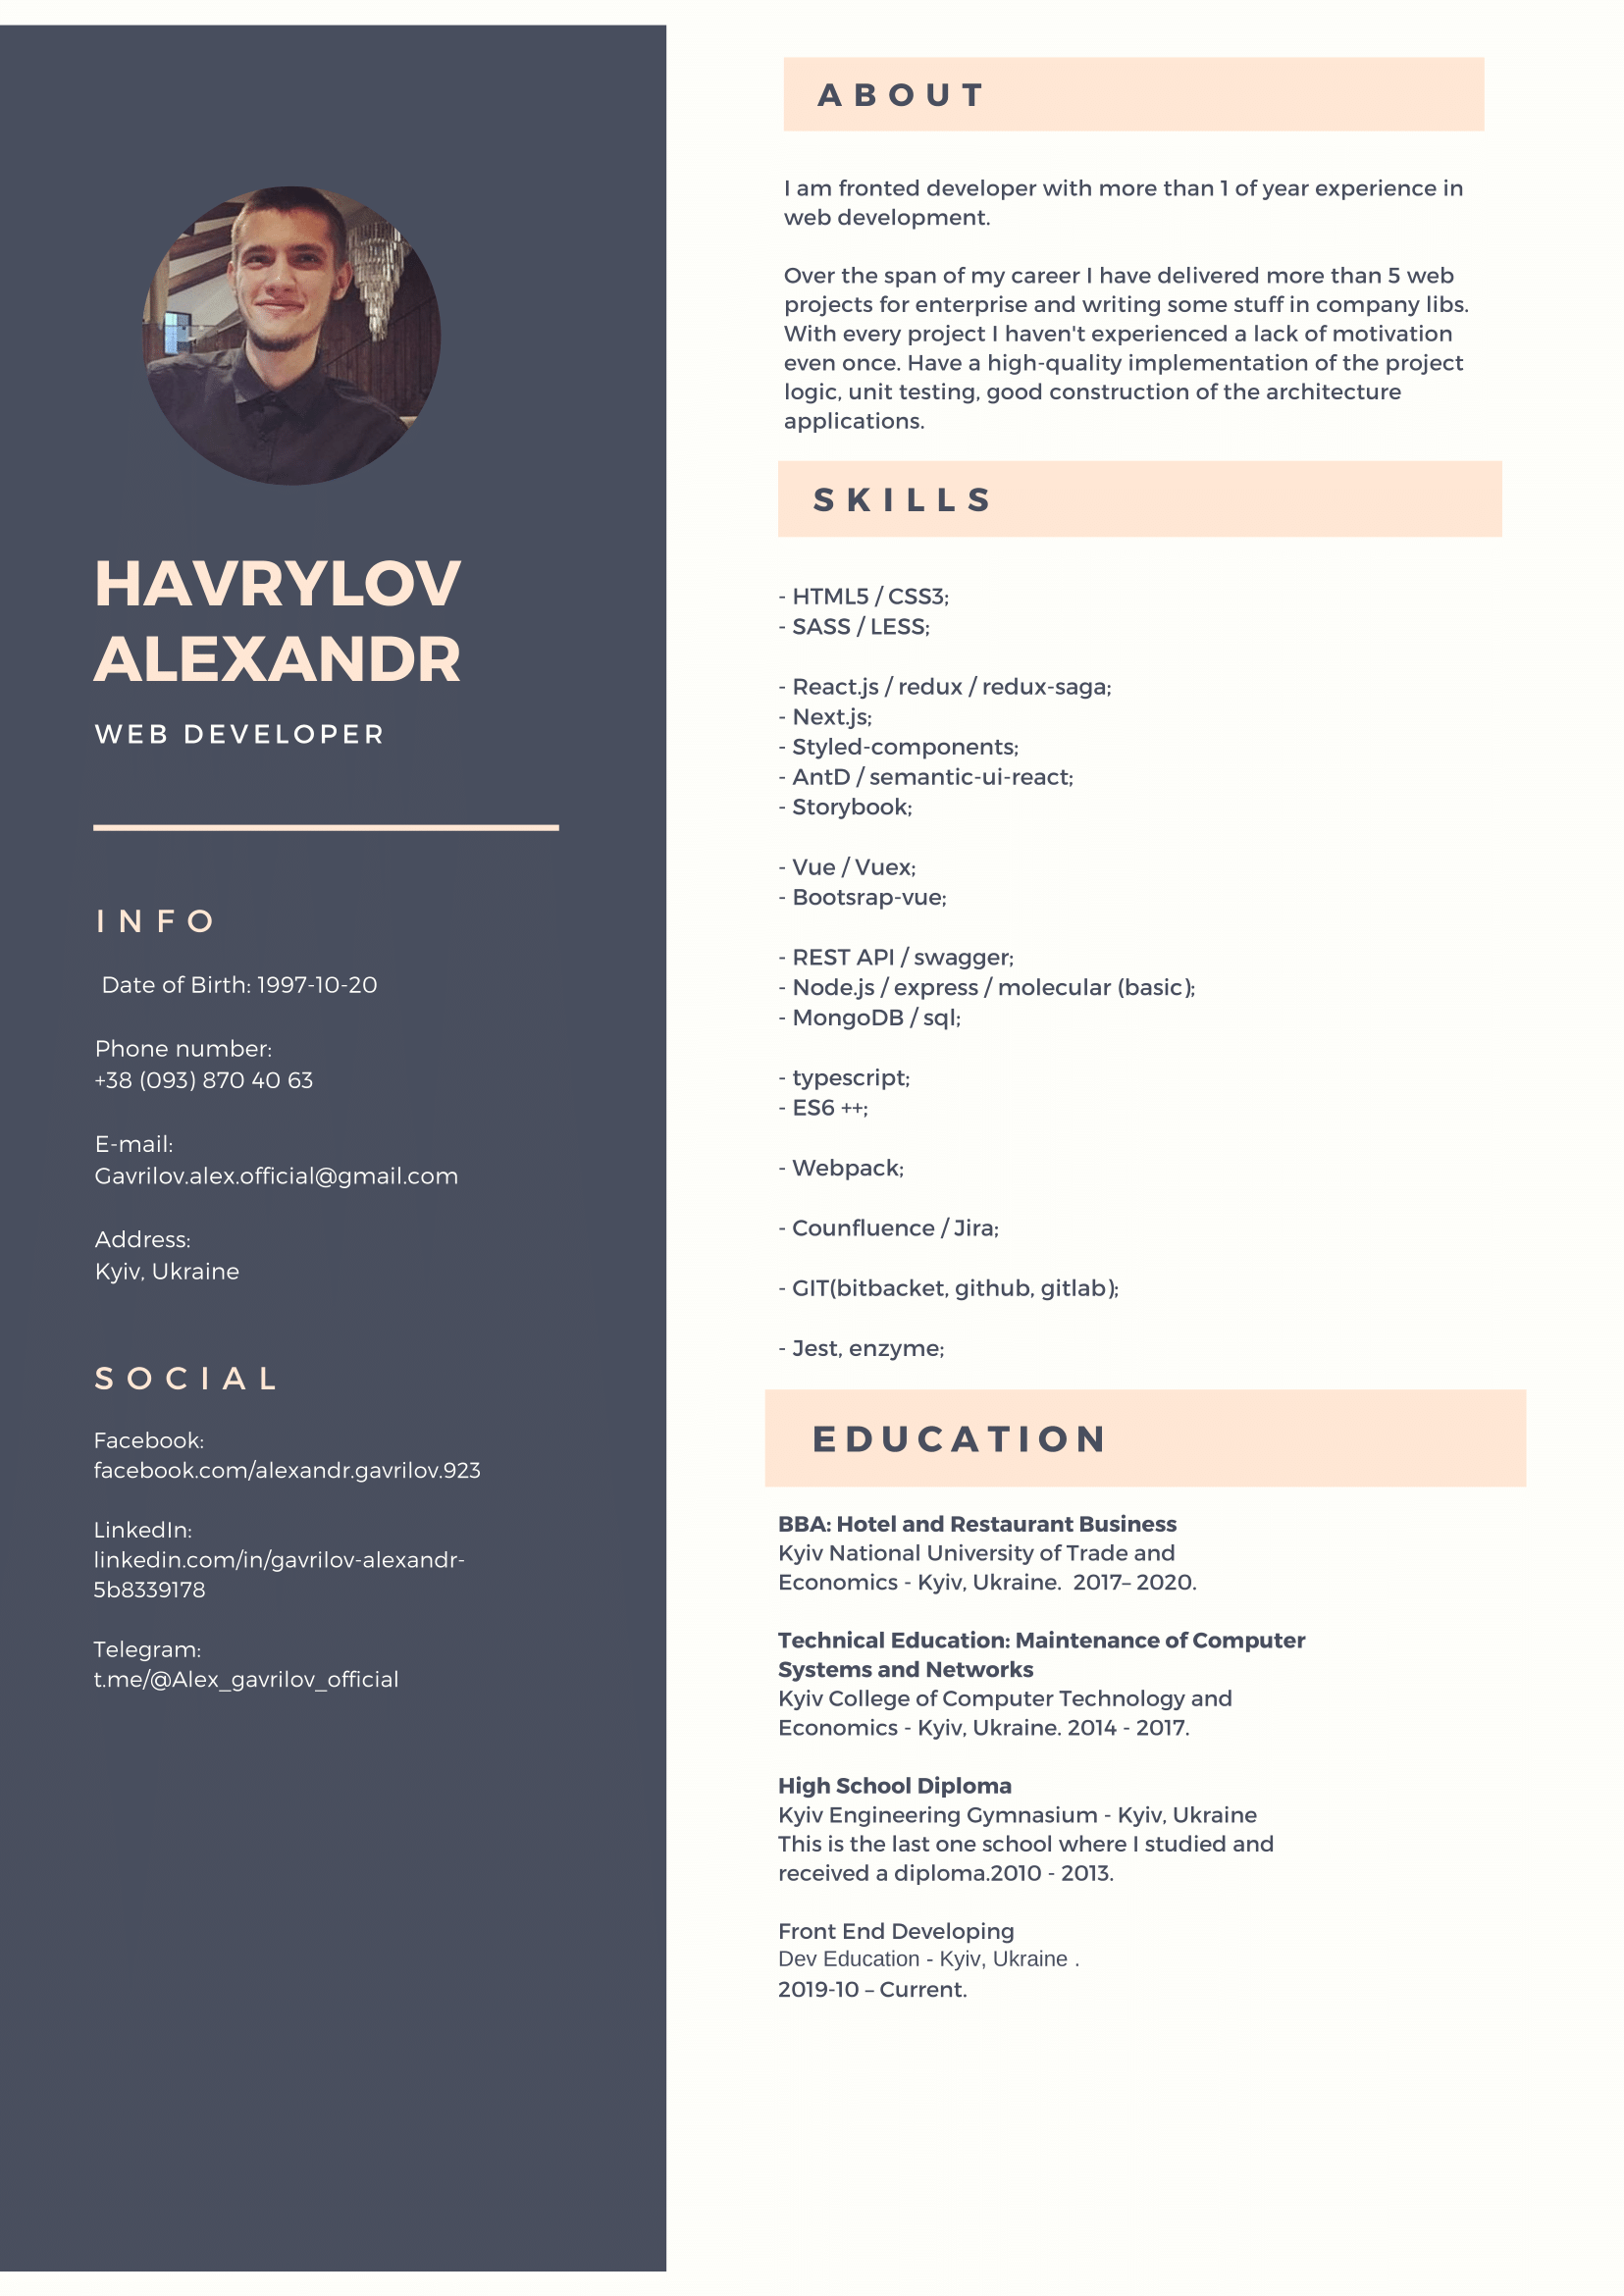 HAVRYLOV
ALEXANDR
WEB DEVELOPER
INFO
Date of Birth: 1997-10-20
Phone number:
+38 (093) 870 40 63
E-mail:
Gavrilov.alex.official@gmail.com
Address:
Kyiv, Ukraine
SOCIAL
Facebook:
facebook.com/alexandr.gavrilov.923
LinkedIn:
linkedin.com/in/gavrilov-alexandr-
5b8339178
Telegram:
t.me/@Alex_gavrilov_official
ABOUT
I am fronted developer with more than 1 of year experience in
web development.
Over the span of my career I have delivered more than 5 web
projects for enterprise and writing some stuff in company libs.
With every project I haven't experienced a lack of motivation
even once. Have a high-quality implementation of the project
logic, unit testing, good construction of the architecture
applications.
SKILLS
- HTML5 / CSS3;
- SASS / LESS;
- React.js / redux / redux-saga;
- Next.js;
- Styled-components;
- AntD / semantic-ui-react;
- Storybook;
- Vue / Vuex;
- Bootsrap-vue;
- REST API / swagger;
- Node.js / express / molecular (basic);
- MongoDB / sql;
- typescript;
- ES6 ++;
- Webpack;
- Counfluence / Jira;
- GIT(bitbacket, github, gitlab);
- Jest, enzyme;
EDUCATION
BBA: Hotel and Restaurant Business
Kyiv National University of Trade and
Economics - Kyiv, Ukraine.  2017– 2020.
Technical Education: Maintenance of Computer
Systems and Networks
Kyiv College of Computer Technology and
Economics - Kyiv, Ukraine. 2014 - 2017.
High School Diploma
Kyiv Engineering Gymnasium - Kyiv, Ukraine
This is the last one school where I studied and
received a diploma.2010 - 2013.
Front End Developing
Dev Education - Kyiv, Ukraine .
2019-10 – Current.